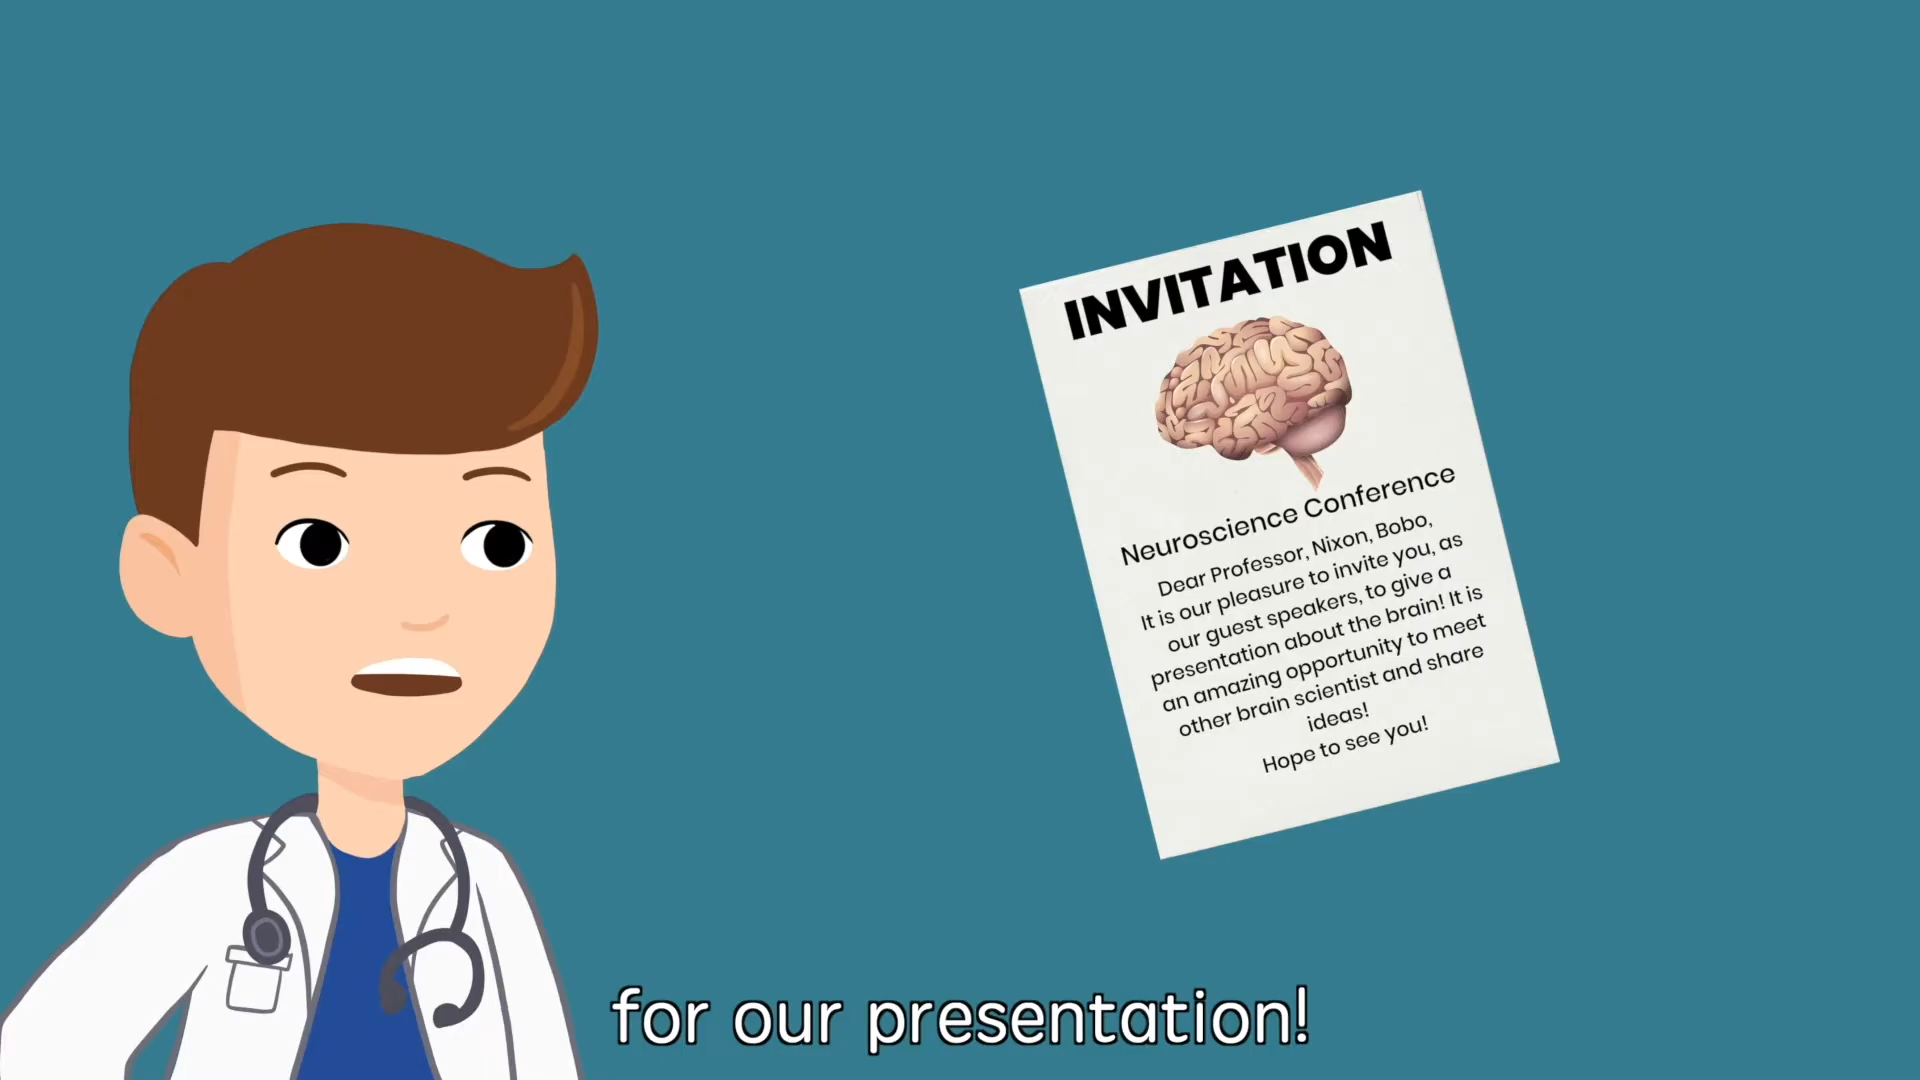 INVITATION
Neuroscience Conference
Dear Professor, Nixon, Bobo,
It is our pleasure to invite you, as
our guest speakers, to give a
presentation about the brain! It is
an amazing opportunity to meet
other brain scientist and share
ideas!
Hope to see you!
for our presentation!